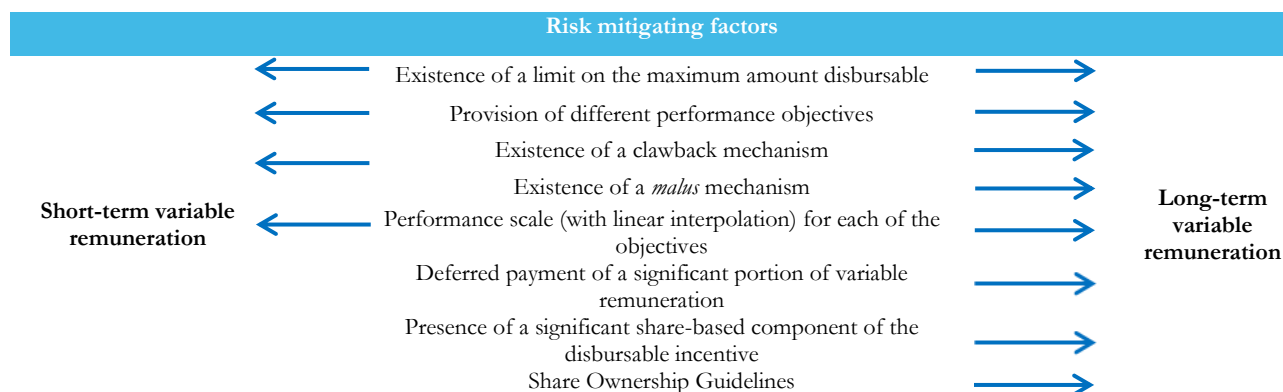 Risk mitigating factors
Existence of a limit on the maximum amount disbursable
Provision of different performance objectives
Existence of a clawback mechanism
Existence of a malus mechanism
Short-term variable
remuneration
Performance scale (with linear interpolation) for each of the
objectives
Long-term
variable
remuneration
Deferred payment of a significant portion of variable
remuneration
Presence of a significant share-based component of the
disbursable incentive
Share Ownership Guidelines